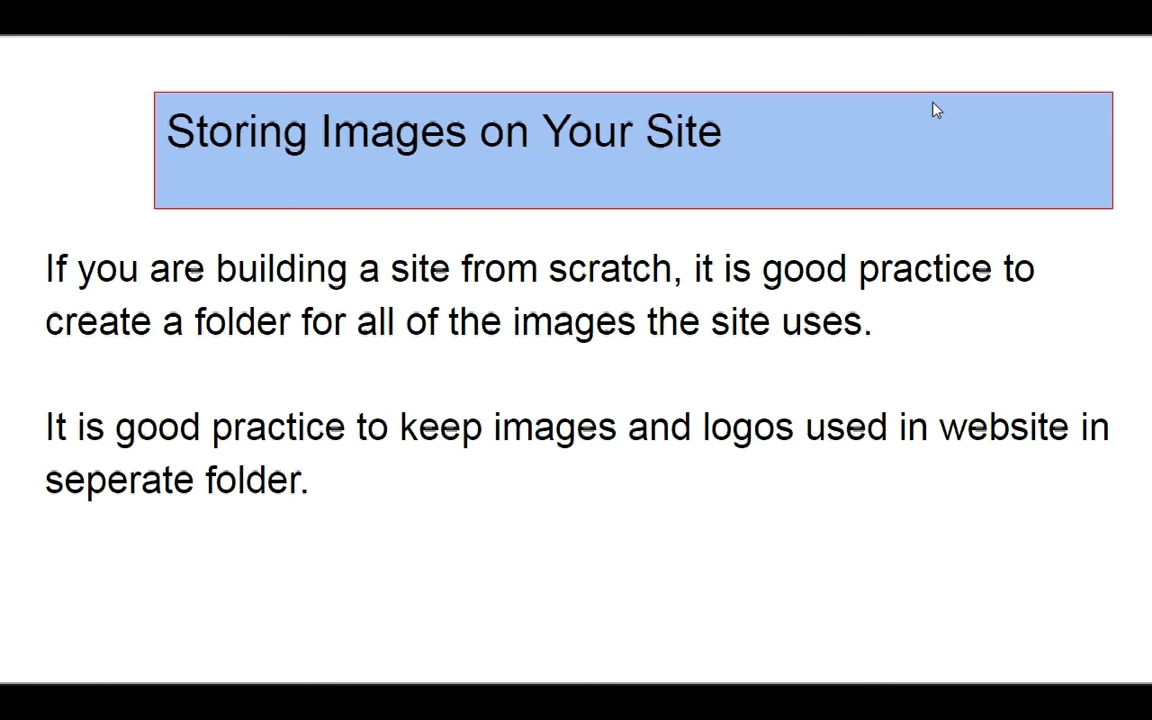 Storing Images on Your Site
If you are building a site from scratch, it is good practice to
create a folder for all of the images the site uses.
It is good practice to keep images and logos used in website in
seperate folder.